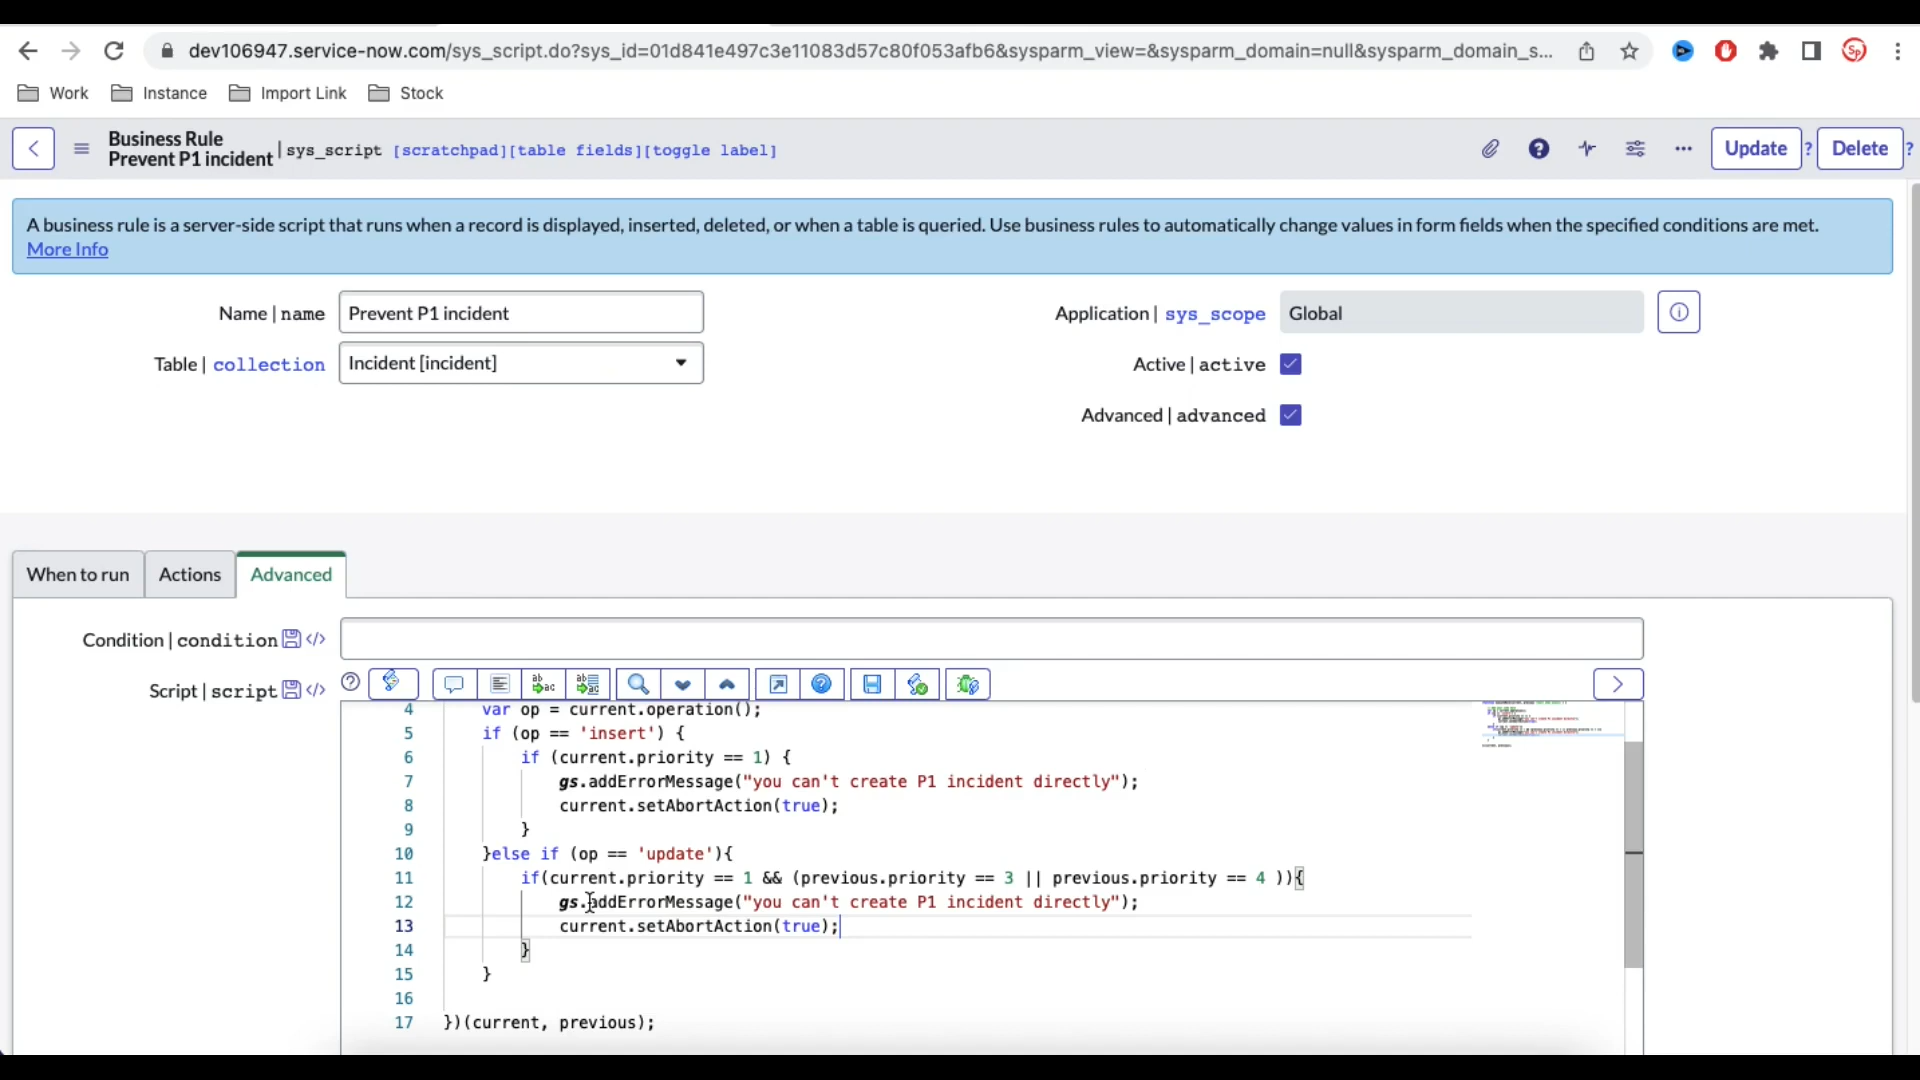 dev106947.service-now.com/sys_script.do?sys_id=01d841e497c3e11083d57c80f053afb6&sysparm_view=&sysparm_domain=null&sysparm_domain_s...
Sp
Work Instance Import Link Stock
Business Rule
Prevent P1 incident | sys_script [scratchpad][table fields][toggle label]
Update ? Delete ?
A business rule is a server-side script that runs when a record is displayed, inserted, deleted, or when a table is queried. Use business rules to automatically change values in form fields when the specified conditions are met.
More Info
Name | name Prevent P1 incident
Application | sys_scope Global
Table | collection Incident [incident]
Active | active
Advanced | advanced
When to run Actions Advanced
Condition | condition </>
Script | script </>
4 var op = current.operation();
5 if (op == 'insert') {
6 if (current.priority == 1) {
7 gs.addErrorMessage("you can't create P1 incident directly");
8 current.setAbortAction(true);
9 }
10 }else if (op == 'update'){
11 if(current.priority == 1 && (previous.priority == 3 || previous.priority == 4 )){
12 gs.addErrorMessage("you can't create P1 incident directly");
13 current.setAbortAction(true);
14 }
15 }
16
17 })(current, previous);